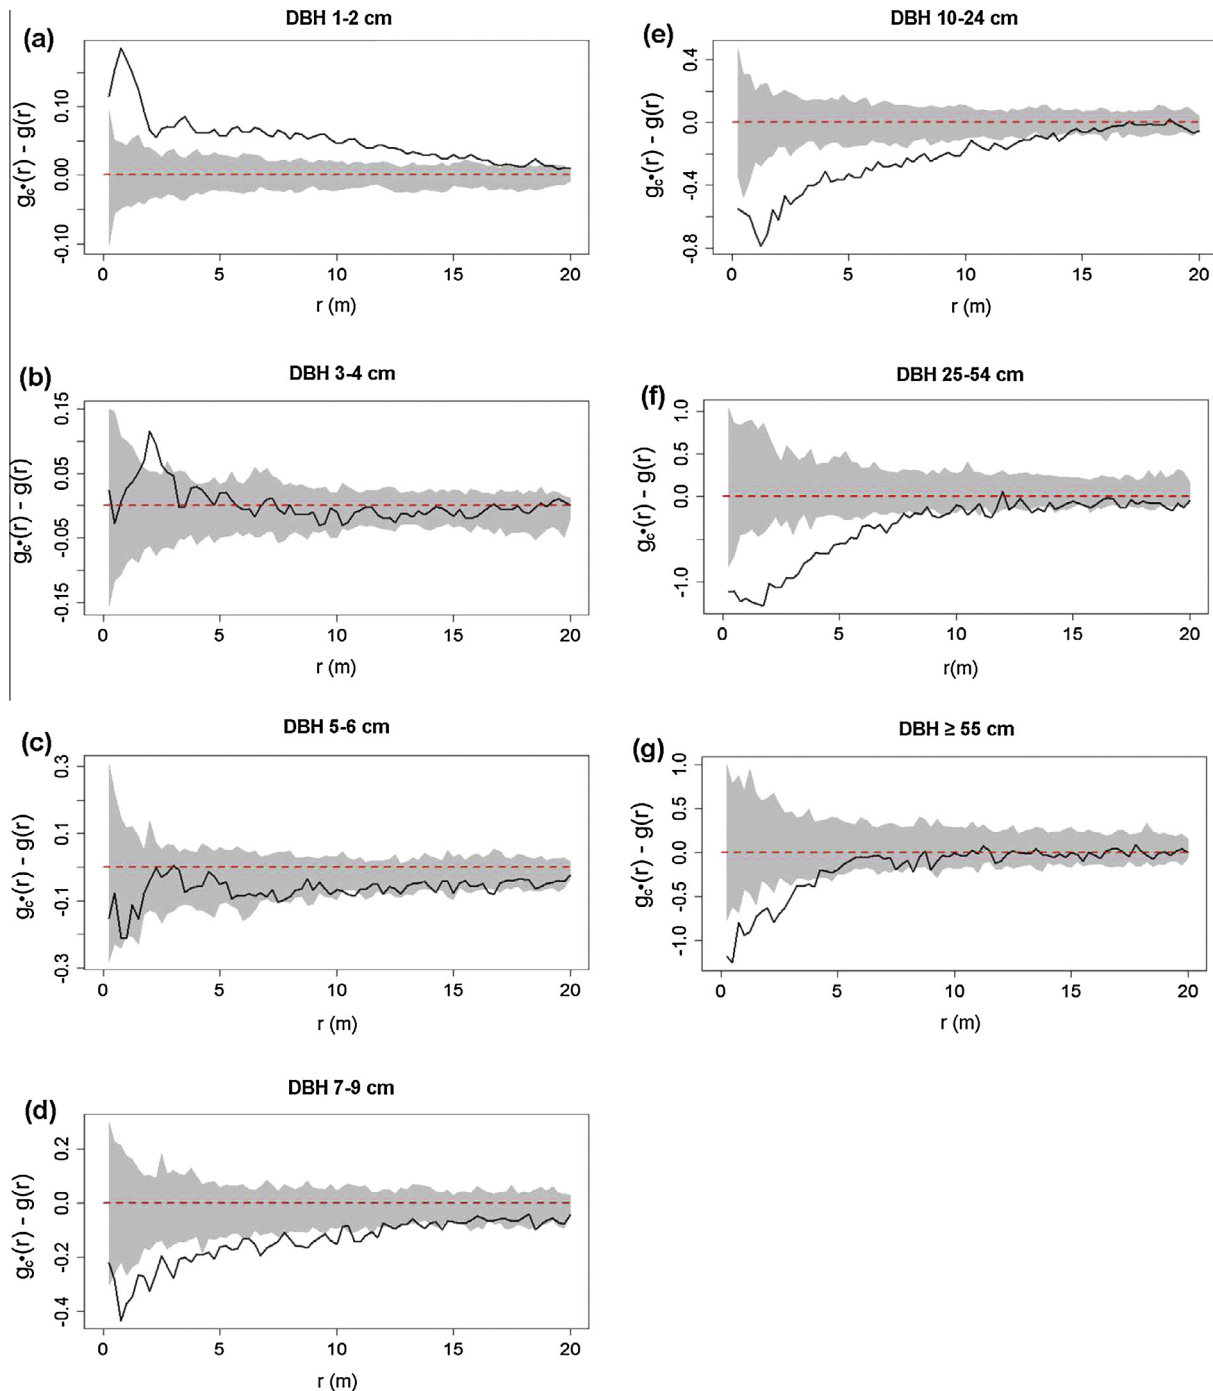 (a)
DBH 1-2 cm
gc•(r) – g(r)
0.10
0.00
-0.10
0 5 10 15 20
r (m)
(b)
DBH 3-4 cm
gc•(r) – g(r)
0.15
0.05
-0.05
-0.15
0 5 10 15 20
r (m)
(c)
DBH 5-6 cm
gc•(r) – g(r)
0.3
0.1
-0.1
-0.3
0 5 10 15 20
r (m)
(d)
DBH 7-9 cm
gc•(r) – g(r)
0.2
0.0
-0.2
-0.4
0 5 10 15 20
r (m)
(e)
DBH 10-24 cm
gc•(r) – g(r)
0.4
0.0
-0.4
-0.8
0 5 10 15 20
r (m)
(f)
DBH 25-54 cm
gc•(r) – g(r)
1.0
0.5
0.0
-1.0
0 5 10 15 20
r(m)
(g)
DBH ≥ 55 cm
gc•(r) – g(r)
1.0
0.5
0.0
-0.5
-1.0
0 5 10 15 20
r (m)